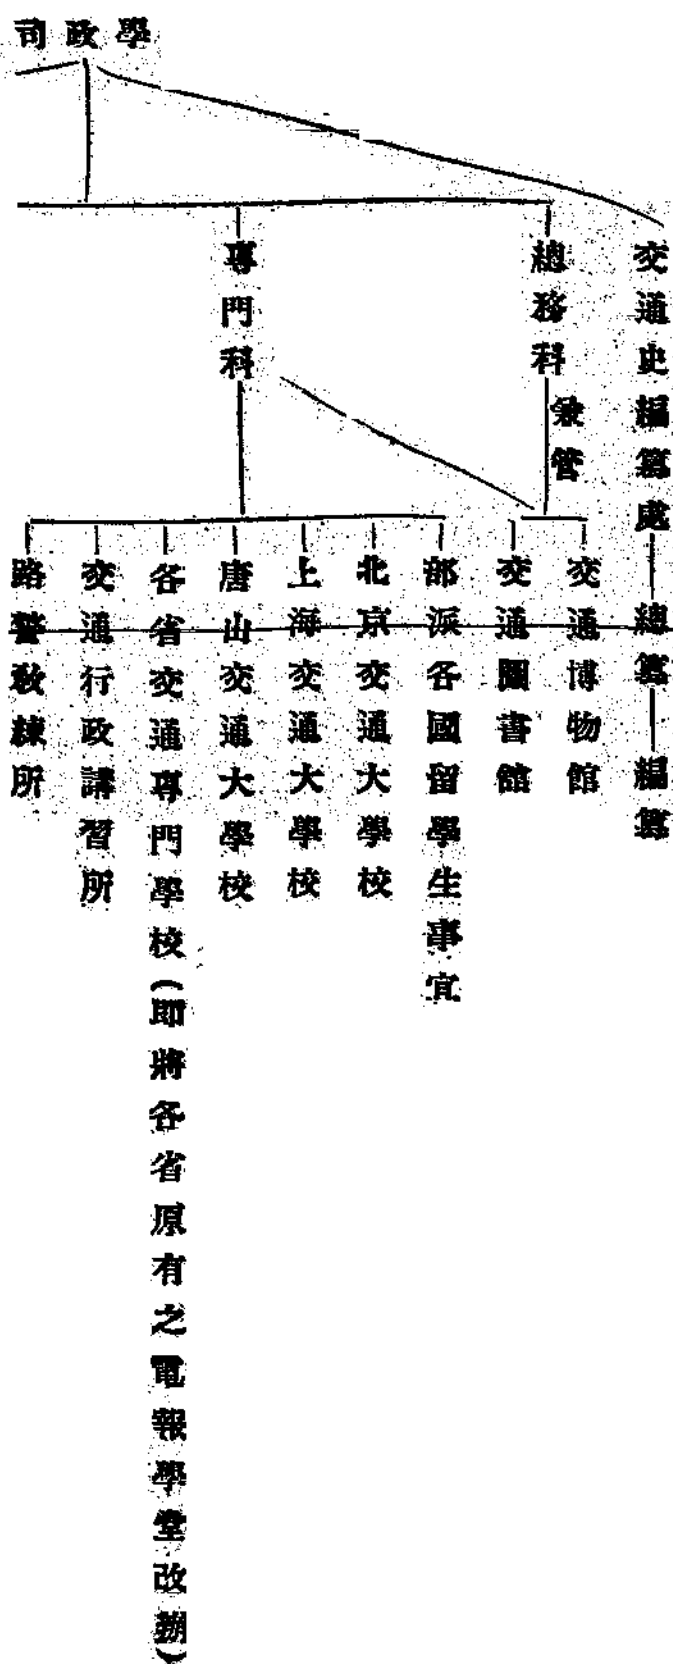 學政司
交通史編纂處
總纂
編纂
總務科
兼管
交通博物館
交通圖書館
專門科
部派各國留學生事宜
北京交通大學校
上海交通大學校
唐山交通大學校
各省交通專門學校(即將各省原有之電報學堂改)
交通行政講習所
路警教練所